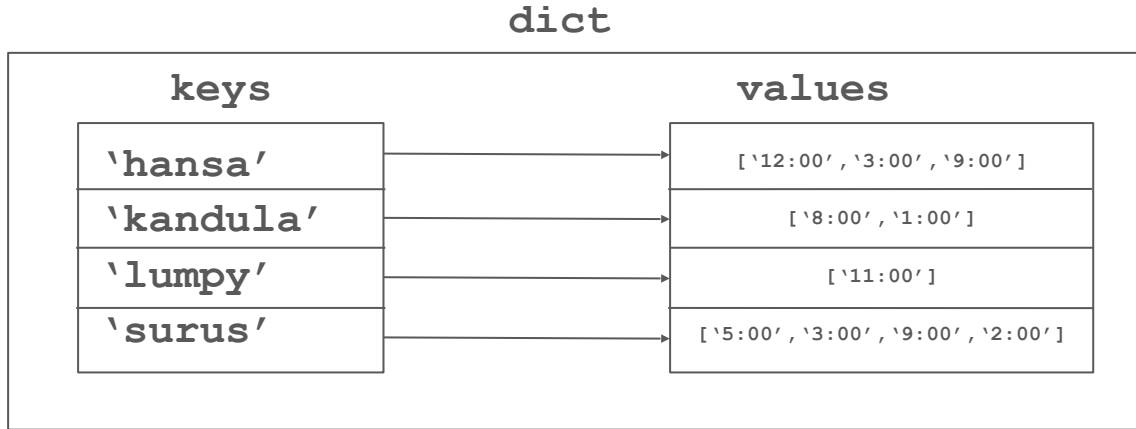 dict
keys values
‘hansa’ [‘12:00’,‘3:00’,‘9:00’]
‘kandula’ [‘8:00’,‘1:00’]
‘lumpy’ [‘11:00’]
‘surus’ [‘5:00’,‘3:00’,‘9:00’,‘2:00’]